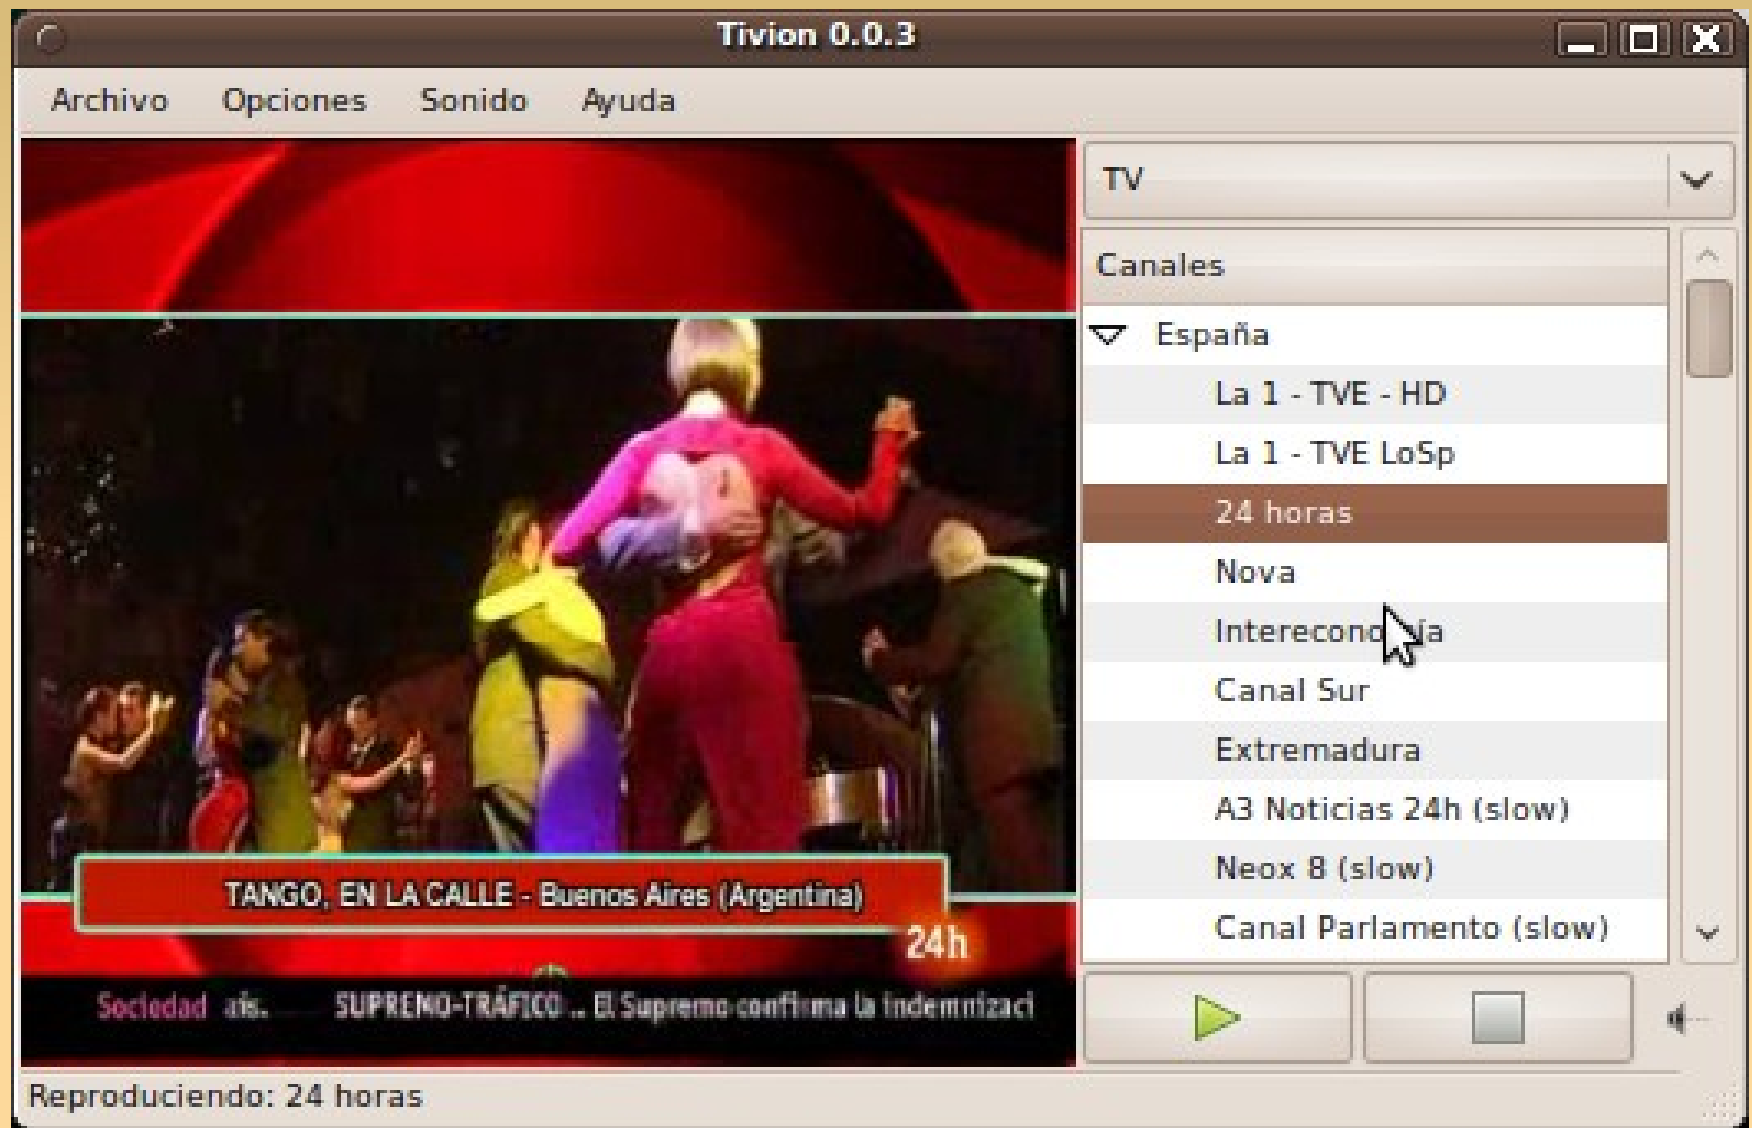 Tivion 0.0.3
Archivo Opciones Sonido Ayuda
TV
Canales
España
La 1 - TVE - HD
La 1 - TVE LoSp
24 horas
Nova
Intereconomía
Canal Sur
Extremadura
A3 Noticias 24h (slow)
Neox 8 (slow)
Canal Parlamento (slow)
TANGO, EN LA CALLE - Buenos Aires (Argentina)
24h
Sociedad SUPREMO-TRÁFICO .. El Supremo confirma la indemnizaci
Reproduciendo: 24 horas